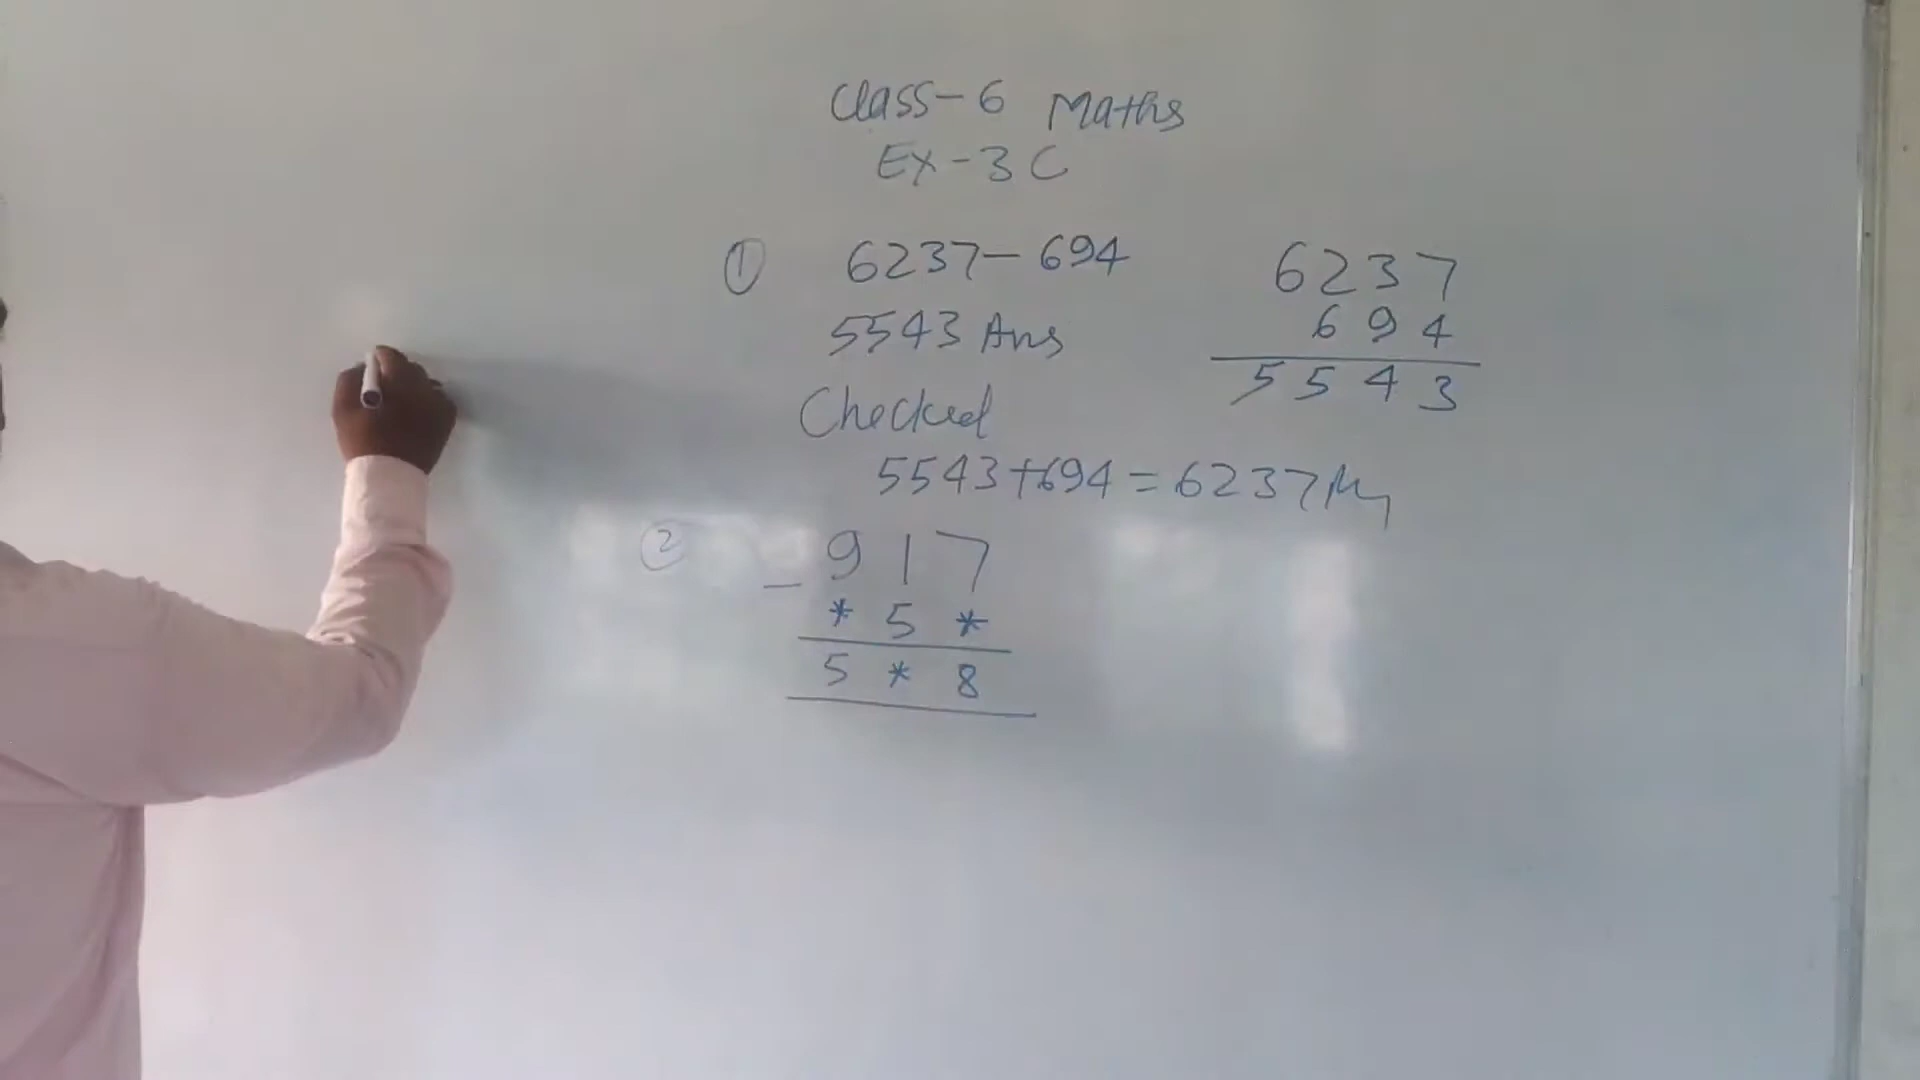 Class-6 Maths
Ex-3C
① 6237-694
5543 Ans
Checked
5543+694=6237
6237
694
5543
② - 917
*5*
5*8